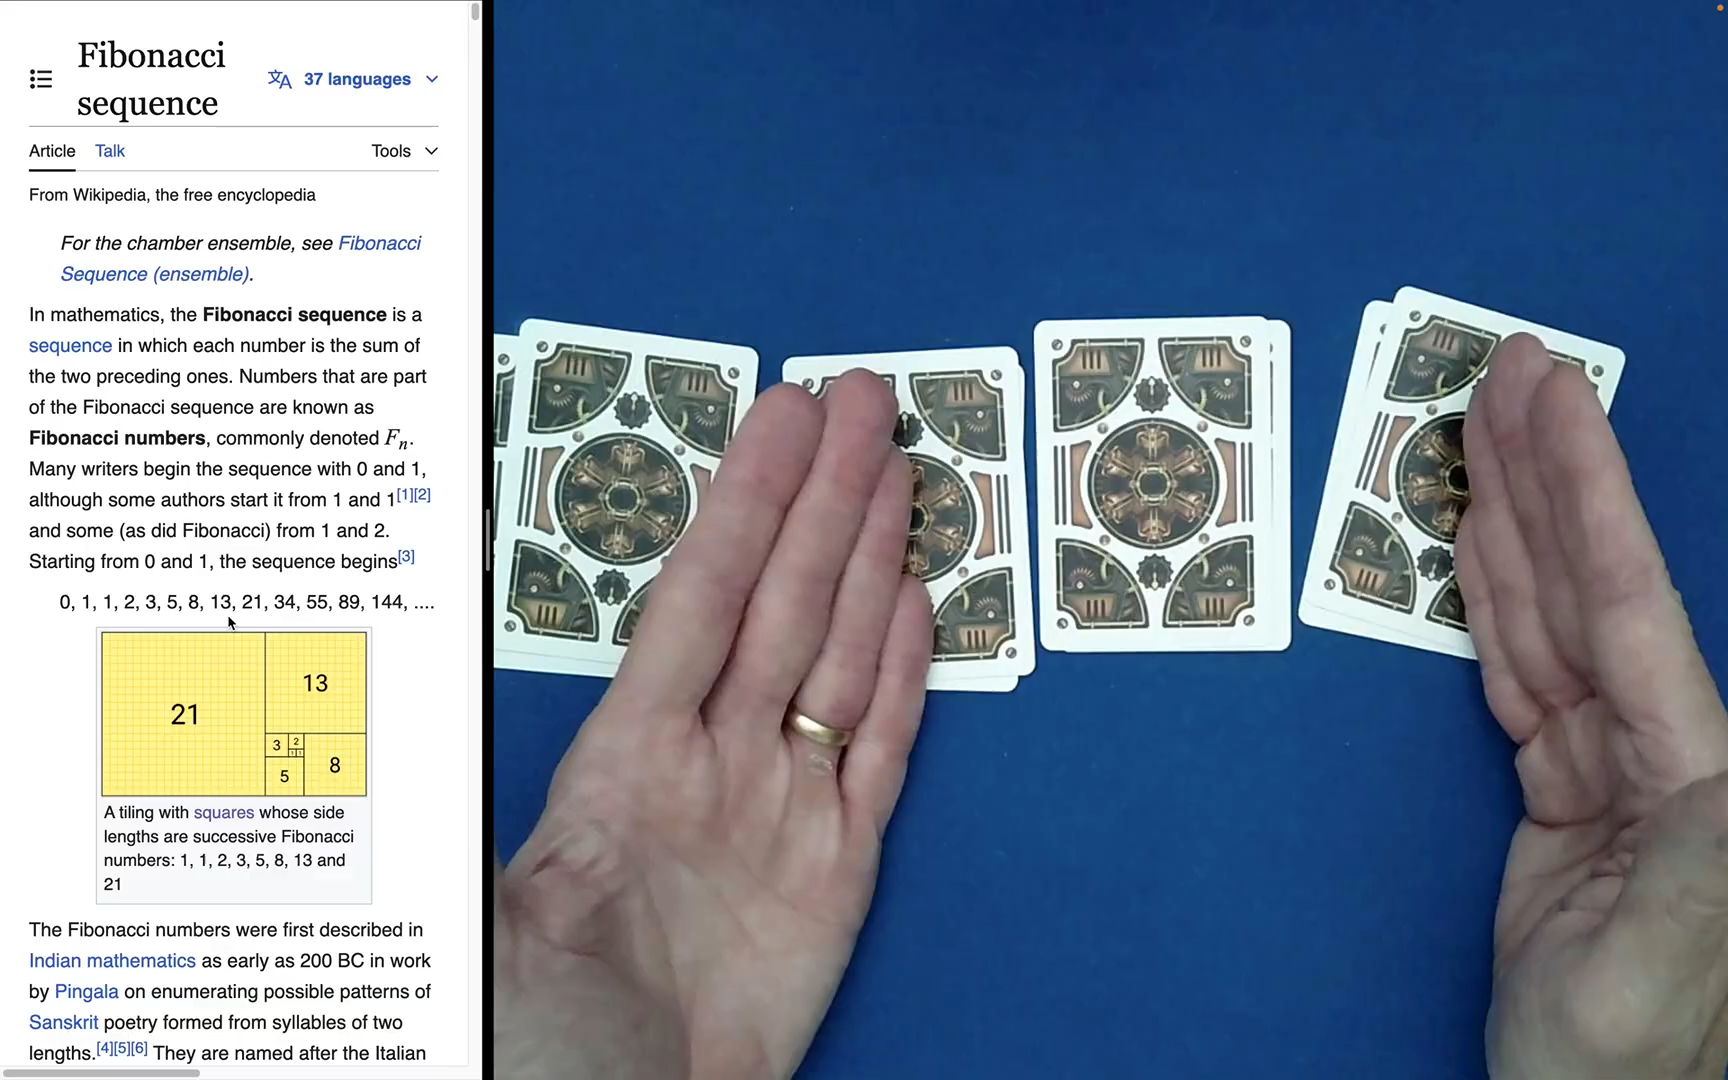 Fibonacci
sequence
37 languages
Article Talk Tools
From Wikipedia, the free encyclopedia
For the chamber ensemble, see Fibonacci
Sequence (ensemble).
In mathematics, the Fibonacci sequence is a
sequence in which each number is the sum of
the two preceding ones. Numbers that are part
of the Fibonacci sequence are known as
Fibonacci numbers, commonly denoted Fn.
Many writers begin the sequence with 0 and 1,
although some authors start it from 1 and 1[1][2]
and some (as did Fibonacci) from 1 and 2.
Starting from 0 and 1, the sequence begins[3]
0, 1, 1, 2, 3, 5, 8, 13, 21, 34, 55, 89, 144, ....
13
21
3 2
1 1
8
5
A tiling with squares whose side
lengths are successive Fibonacci
numbers: 1, 1, 2, 3, 5, 8, 13 and
21
The Fibonacci numbers were first described in
Indian mathematics as early as 200 BC in work
by Pingala on enumerating possible patterns of
Sanskrit poetry formed from syllables of two
lengths.[4][5][6] They are named after the Italian